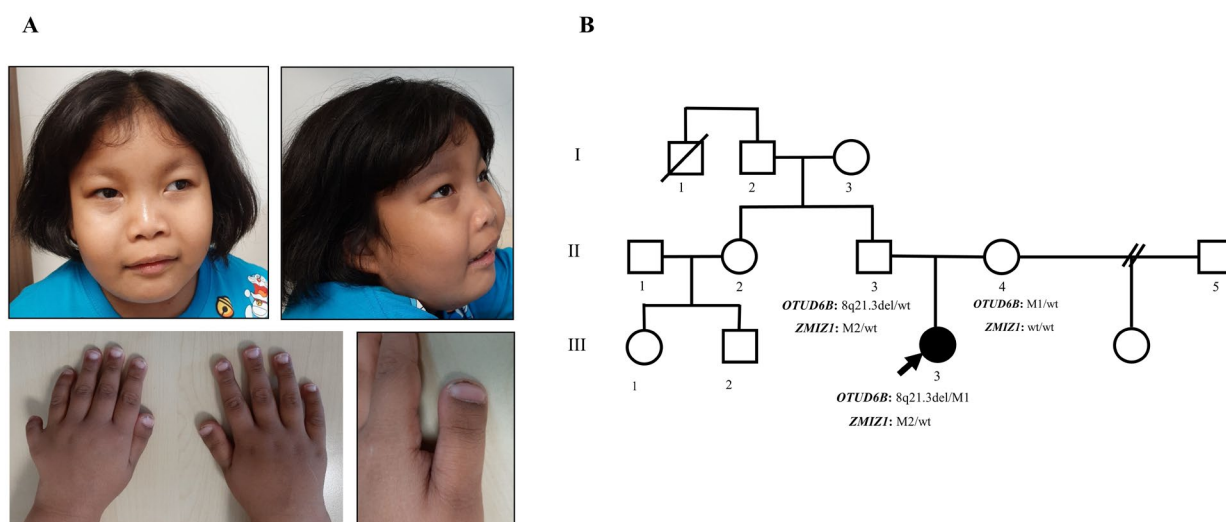 A
B
I
1
2
3
II
1
2
3
4
5
OTUD6B: 8q21.3del/wt
OTUD6B: M1/wt
ZMIZ1: M2/wt
ZMIZ1: wt/wt
III
1
2
3
OTUD6B: 8q21.3del/M1
ZMIZ1: M2/wt